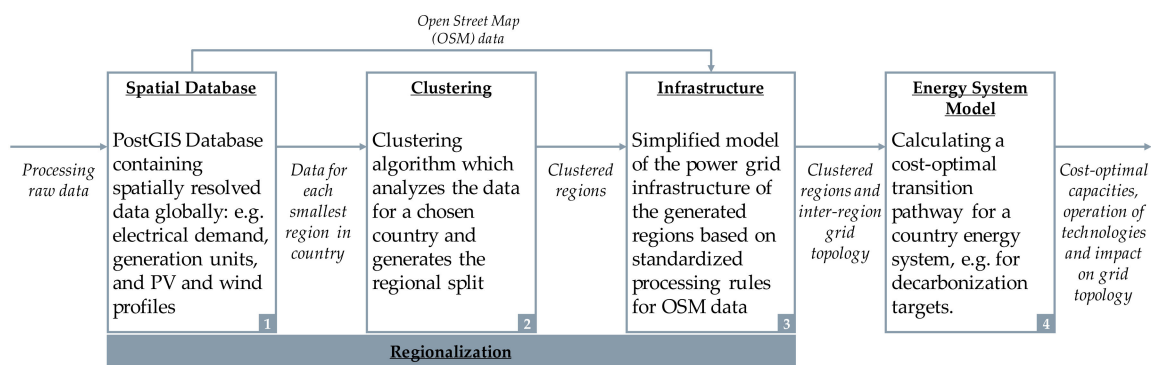 Open Street Map
(OSM) data
Processing
raw data
Spatial Database
PostGIS Database
containing
spatially resolved
data globally: e.g.
electrical demand,
generation units,
and PV and wind
profiles
1
Data for
each
smallest
region in
country
Clustering
Clustering
algorithm which
analyzes the data
for a chosen
country and
generates the
regional split
2
Clustered
regions
Infrastructure
Simplified model
of the power grid
infrastructure of
the generated
regions based on
standardized
processing rules
for OSM data
3
Clustered
regions and
inter-region
grid
topology
Energy System
Model
Calculating a
cost-optimal
transition
pathway for a
country energy
system, e.g. for
decarbonization
targets.
4
Cost-optimal
capacities,
operation of
technologies
and impact
on grid
topology
Regionalization